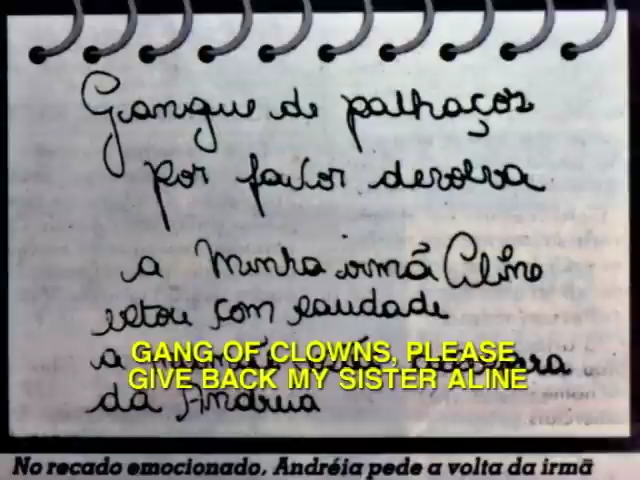 Gangue de palhaços
por favor devolva
a minha irmã Aline
estou com saudade
a
GANG OF CLOWNS, PLEASE
GIVE BACK MY SISTER ALINE
da Andréia
No recado emocionado, Andréia pede a volta da irmã